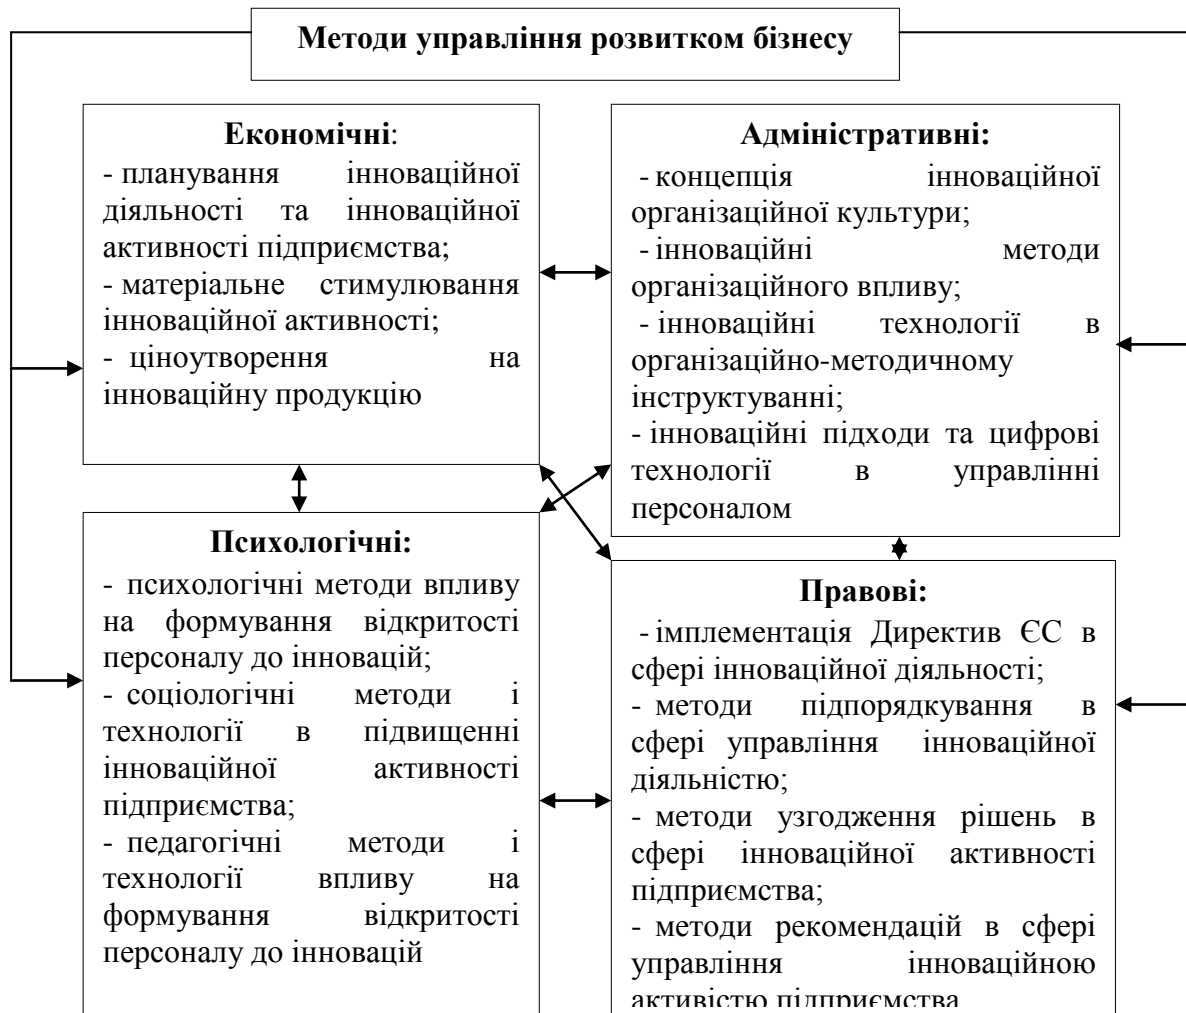 Методи управління розвитком бізнесу
Економічні:
- планування інноваційної
діяльності та інноваційної
активності підприємства;
- матеріальне стимулювання
інноваційної активності;
- ціноутворення на
інноваційну продукцію
Адміністративні:
- концепція інноваційної
організаційної культури;
- інноваційні методи
організаційного впливу;
- інноваційні технології в
організаційно-методичному
інструктуванні;
- інноваційні підходи та цифрові
технології в управлінні
персоналом
Психологічні:
- психологічні методи впливу
на формування відкритості
персоналу до інновацій;
- соціологічні методи і
технології в підвищенні
інноваційної активності
підприємства;
- педагогічні методи і
технології впливу на
формування відкритості
персоналу до інновацій
Правові:
- імплементація Директив ЄС в
сфері інноваційної діяльності;
- методи підпорядкування в
сфері управління інноваційної
діяльністю;
- методи узгодження рішень в
сфері інноваційної активності
підприємства;
- методи рекомендацій в сфері
управління інноваційною
активістю підприємства